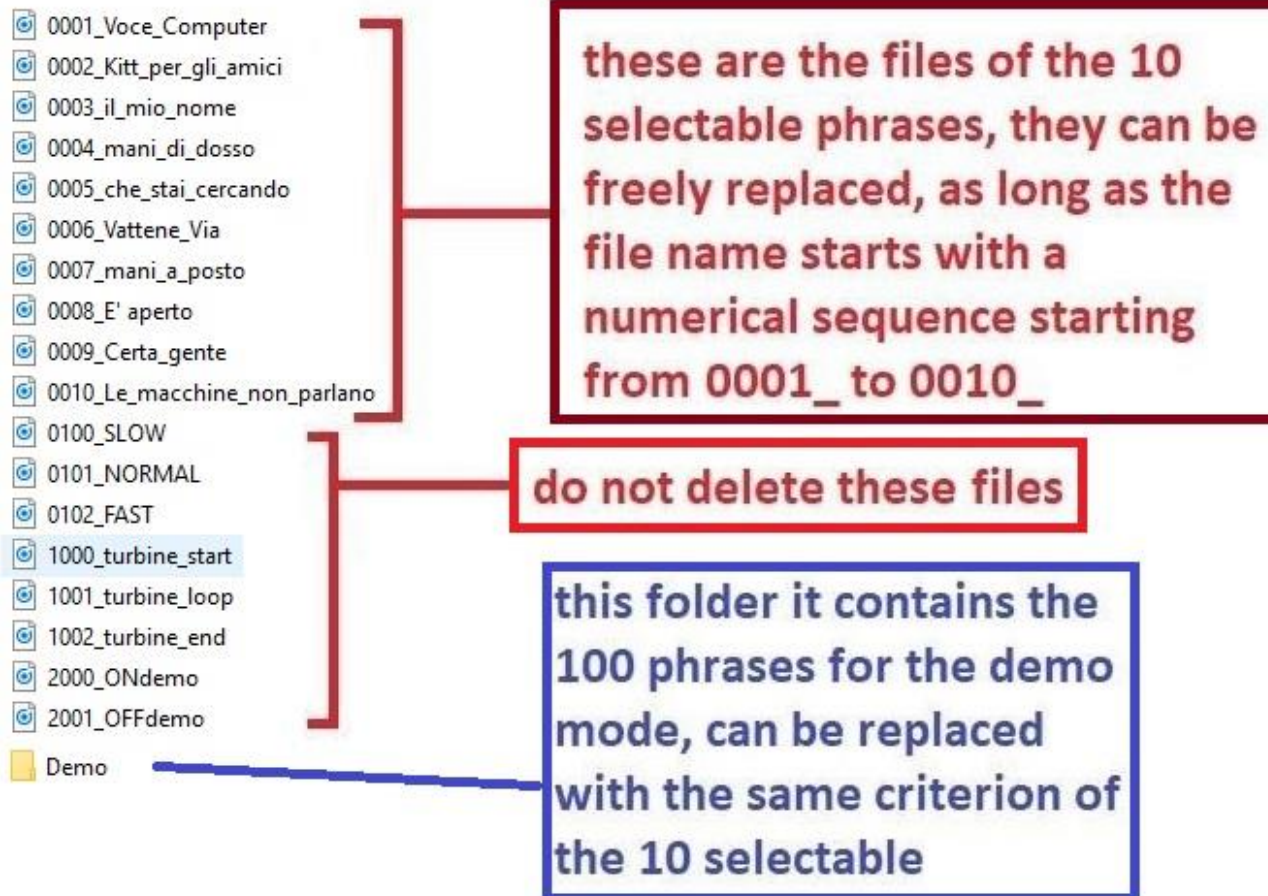 0001_Voce_Computer
0002_Kitt_per_gli_amici
0003_il_mio_nome
0004_mani_di_dosso
0005_che_stai_cercando
0006_Vattene_Via
0007_mani_a_posto
0008_E' aperto
0009_Certa_gente
0010_Le_macchine_non_parlano
0100_SLOW
0101_NORMAL
0102_FAST
1000_turbine_start
1001_turbine_loop
1002_turbine_end
2000_ONdemo
2001_OFFdemo
Demo
these are the files of the 10
selectable phrases, they can be
freely replaced, as long as the
file name starts with a
numerical sequence starting
from 0001_ to 0010_
do not delete these files
this folder it contains the
100 phrases for the demo
mode, can be replaced
with the same criterion of
the 10 selectable